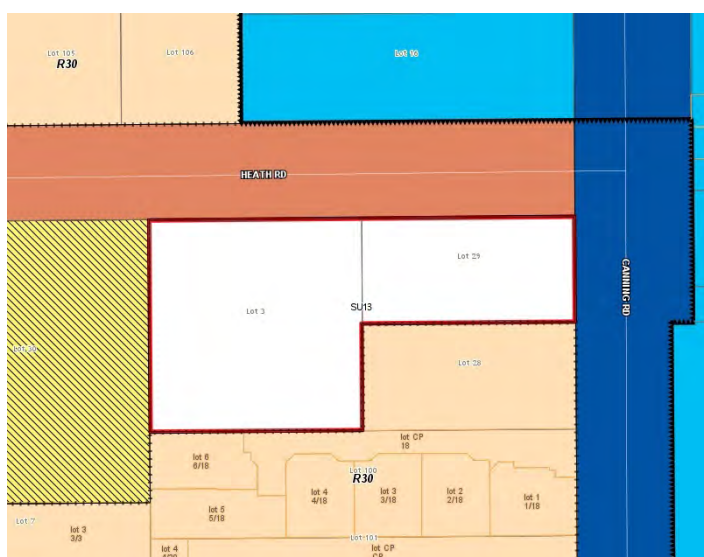 Lot 105
R30
Lot 106
Lot 16
HEATH RD
Lot 29
CANNING RD
Lot 3
SU13
Lot 28
lot CP
18
lot 6
6/18
Lot 100
R30
lot 4
4/18
lot 3
3/18
lot 2
2/18
lot 1
1/18
lot 5
5/18
Lot 7
lot 3
3/3
Lot 101
lot 4
lot CP
CP